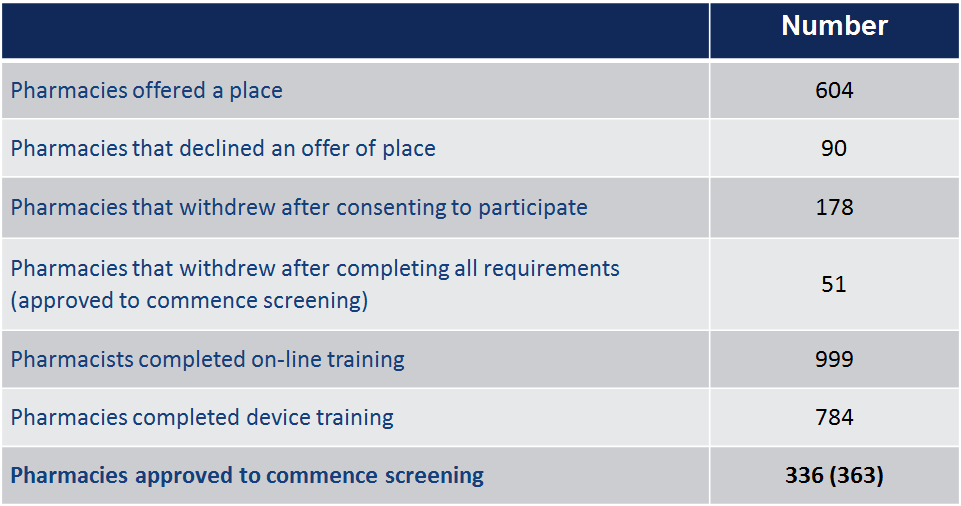 Number
Pharmacies offered a place 604
Pharmacies that declined an offer of place 90
Pharmacies that withdrew after consenting to participate 178
Pharmacies that withdrew after completing all requirements
(approved to commence screening) 51
Pharmacists completed on-line training 999
Pharmacies completed device training 784
Pharmacies approved to commence screening 336 (363)